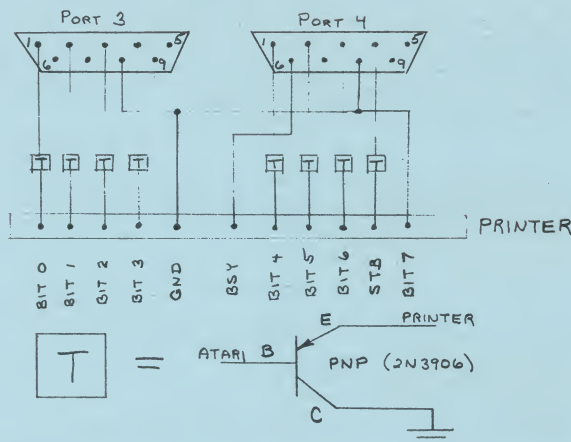 PORT 3 PORT 4
1 5 1 5
6 9 6 9
T T T T T T T T
PRINTER
BIT 0 BIT 1 BIT 2 BIT 3 GND BSY BIT 4 BIT 5 BIT 6 STB BIT 7
E PRINTER
T = ATARI B PNP (2N3906)
C